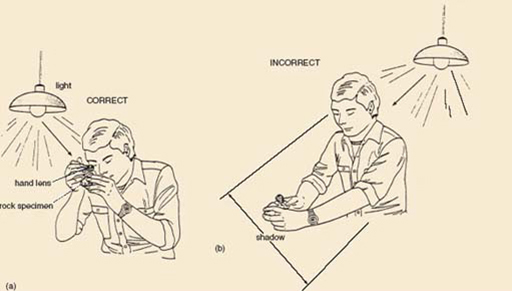 light
CORRECT
hand lens
rock specimen
(a)
INCORRECT
shadow
(b)